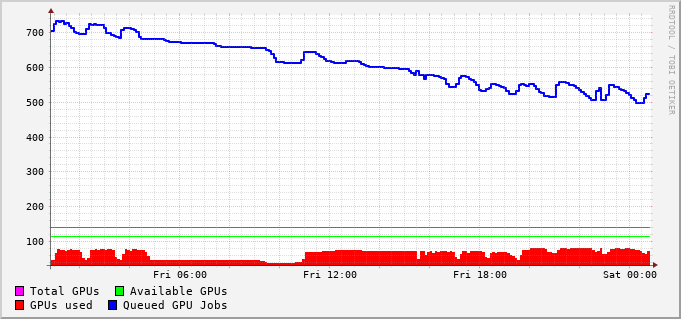 700
600
500
400
300
200
100
Fri 06:00 Fri 12:00 Fri 18:00 Sat 00:00
Total GPUs Available GPUs
GPUs used Queued GPU Jobs
RRDTOOL / TOBI OETIKER